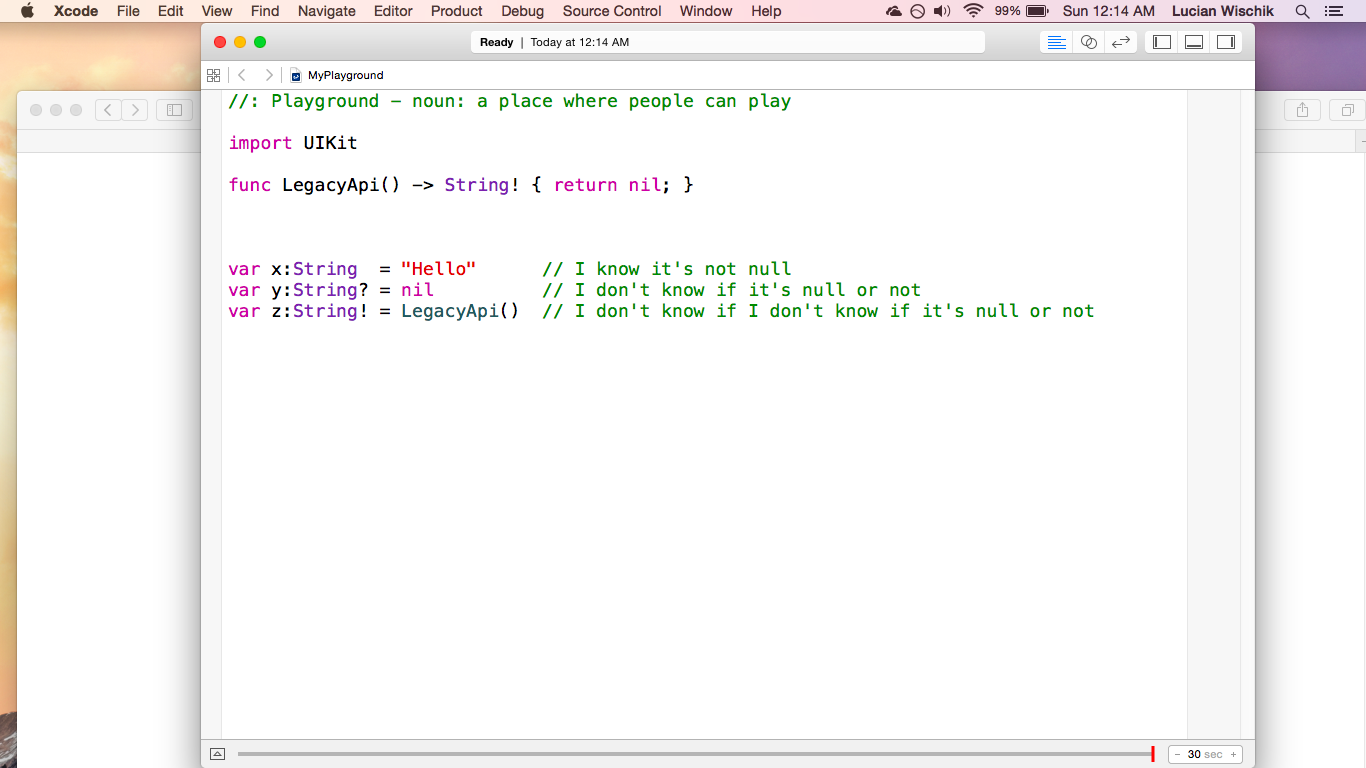 Xcode File Edit View Find Navigate Editor Product Debug Source Control Window Help 99% Sun 12:14 AM Lucian Wischik
Ready | Today at 12:14 AM
MyPlayground
//: Playground – noun: a place where people can play
import UIKit
func LegacyApi() -> String! { return nil; }
var x:String  = "Hello"      // I know it's not null
var y:String? = nil          // I don't know if it's null or not
var z:String! = LegacyApi()  // I don't know if I don't know if it's null or not
– 30 sec +